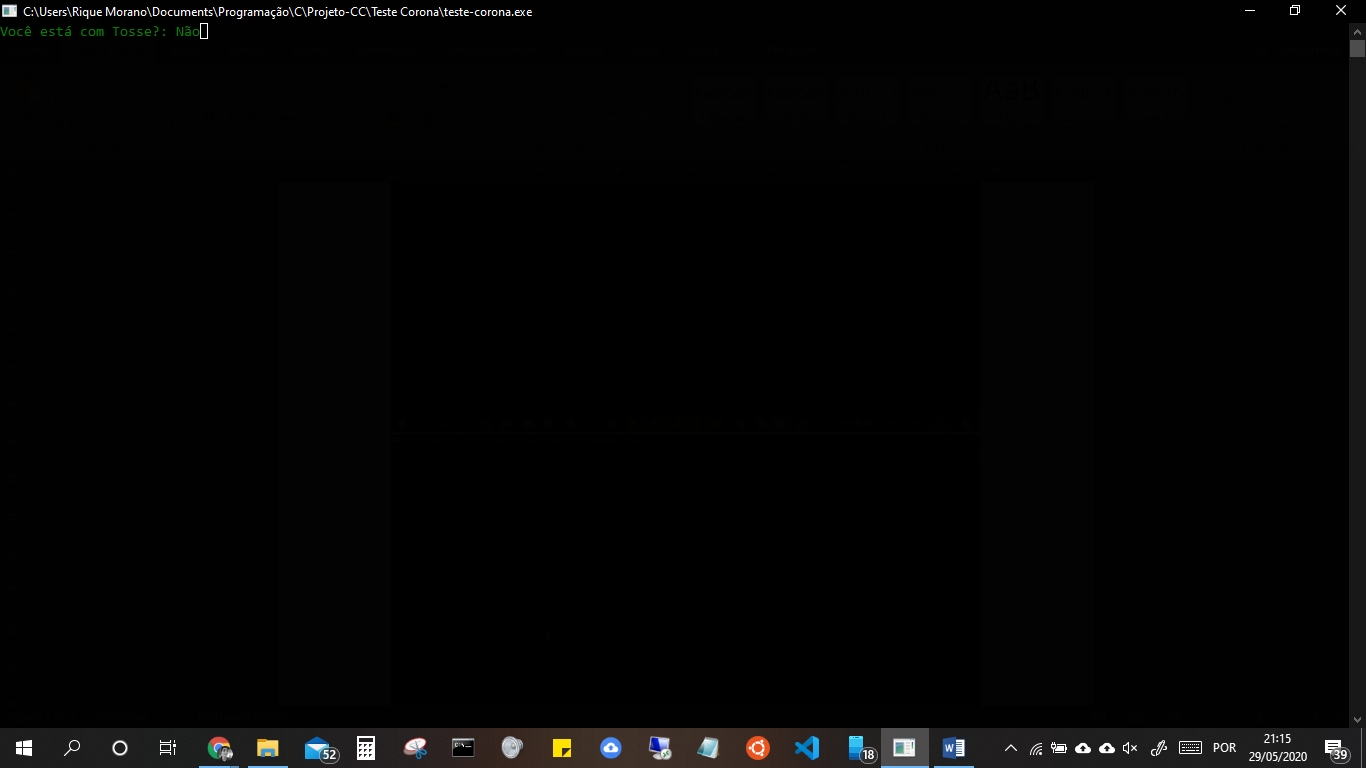 C:\Users\Rique Morano\Documents\Programação\C\Projeto-CC\Teste Corona\teste-corona.exe
Você está com Tosse?: Não
52
18
POR
21:15
29/05/2020
39